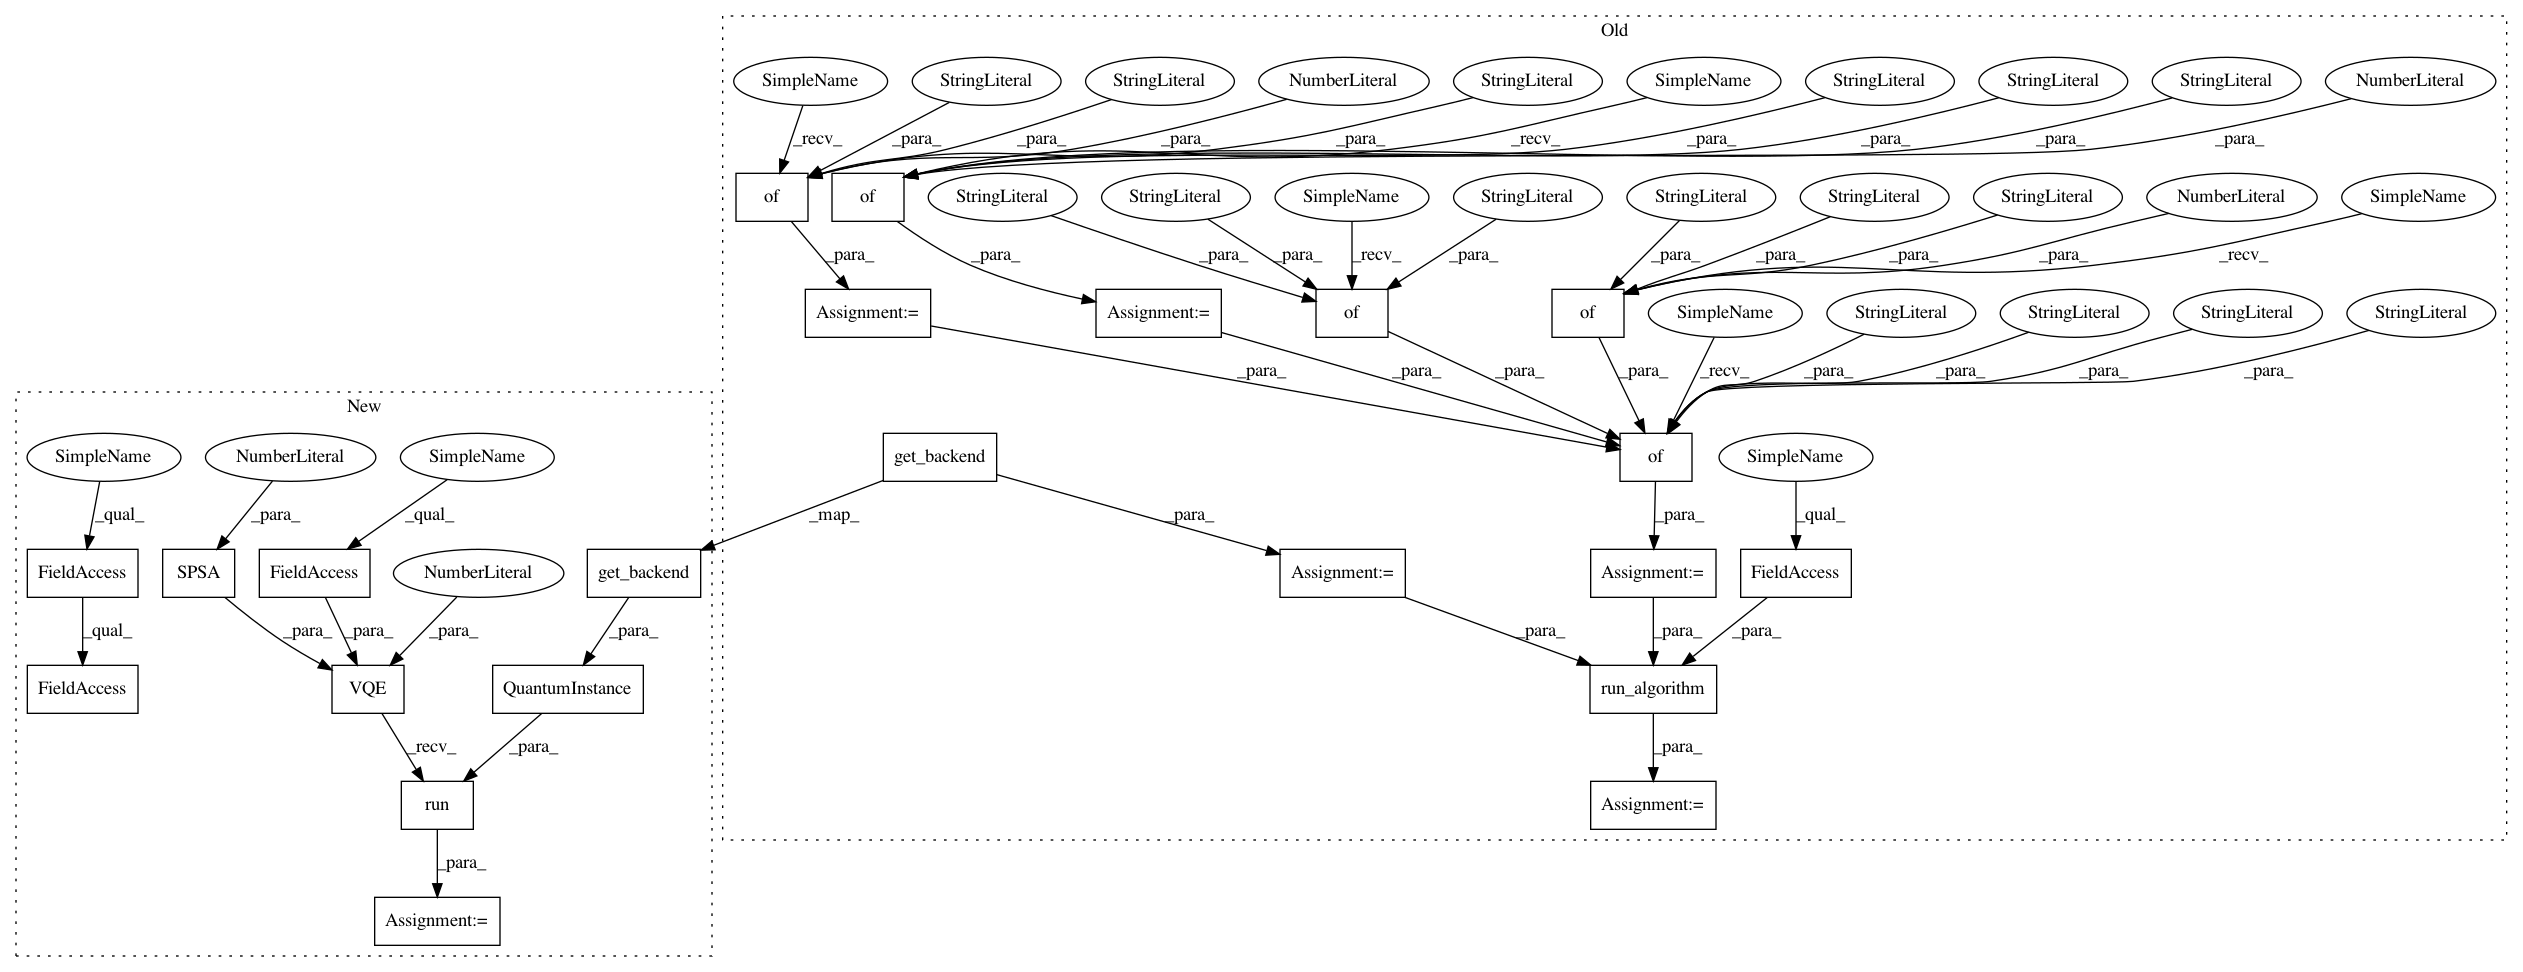 Old
SimpleName StringLiteral StringLiteral NumberLiteral StringLiteral SimpleName StringLiteral StringLiteral StringLiteral NumberLiteral
_recv_ _para_ _para_ _para_ _para_ _recv_ _para_ _para_ _para_ _para_
of of StringLiteral StringLiteral SimpleName StringLiteral StringLiteral StringLiteral StringLiteral NumberLiteral SimpleName
_para_ _para_ _para_ _para_ _recv_ _para_ _para_ _para_ _para_ _para_ _recv_
Assignment:= Assignment:= of of SimpleName StringLiteral StringLiteral StringLiteral StringLiteral
_para_ _para_ _para_ _para_ _recv_ _para_ _para_ _para_ _para_
New
SimpleName NumberLiteral SimpleName get_backend of SimpleName
_qual_ _para_ _qual_ _map_ _para_ _para_ _qual_
FieldAccess SPSA FieldAccess NumberLiteral get_backend Assignment:= Assignment:= FieldAccess
_qual_ _para_ _para_ _para_ _para_ _para_ _para_ _para_
FieldAccess VQE QuantumInstance run_algorithm
_recv_ _para_ _para_
run Assignment:=
_para_
Assignment:=